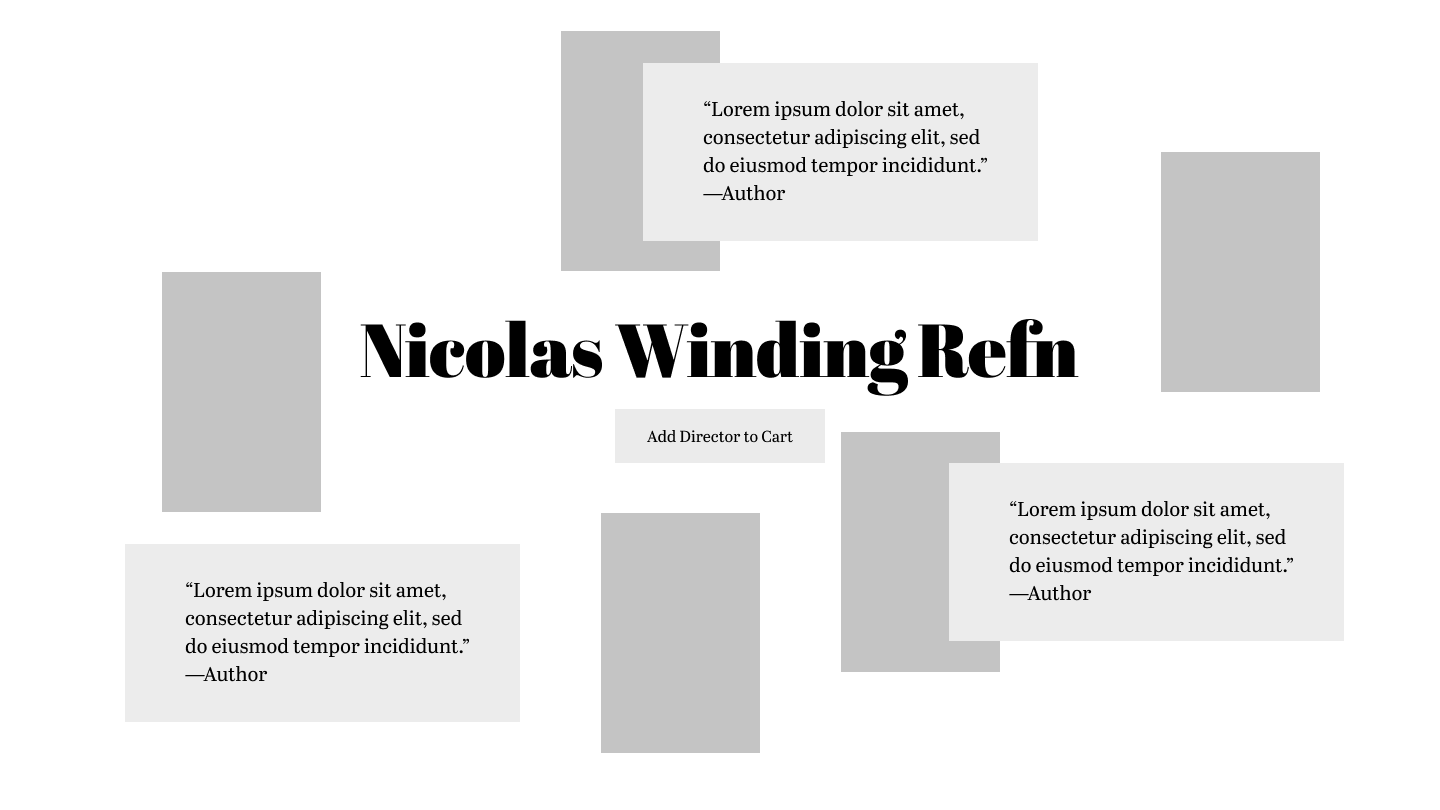 “Lorem ipsum dolor sit amet,
consectetur adipiscing elit, sed
do eiusmod tempor incididunt.”
—Author
Nicolas Winding Refn
Add Director to Cart
“Lorem ipsum dolor sit amet,
consectetur adipiscing elit, sed
do eiusmod tempor incididunt.”
—Author
“Lorem ipsum dolor sit amet,
consectetur adipiscing elit, sed
do eiusmod tempor incididunt.”
—Author